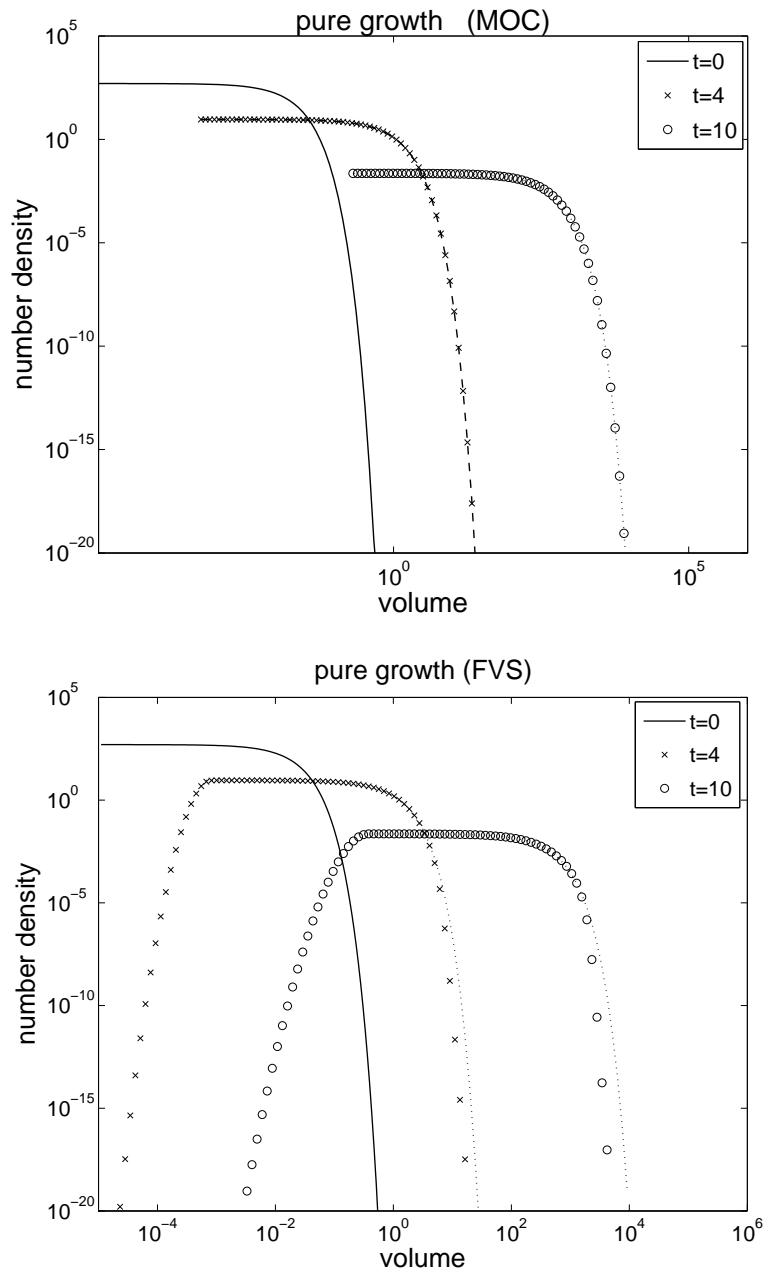 pure growth (MOC)
10^5
10^0
10^-5
10^-10
10^-15
10^-20
number density
10^0
10^5
volume
t=0
t=4
t=10
pure growth (FVS)
10^5
10^0
10^-5
10^-10
10^-15
10^-20
number density
10^-4
10^-2
10^0
10^2
10^4
10^6
volume
t=0
t=4
t=10